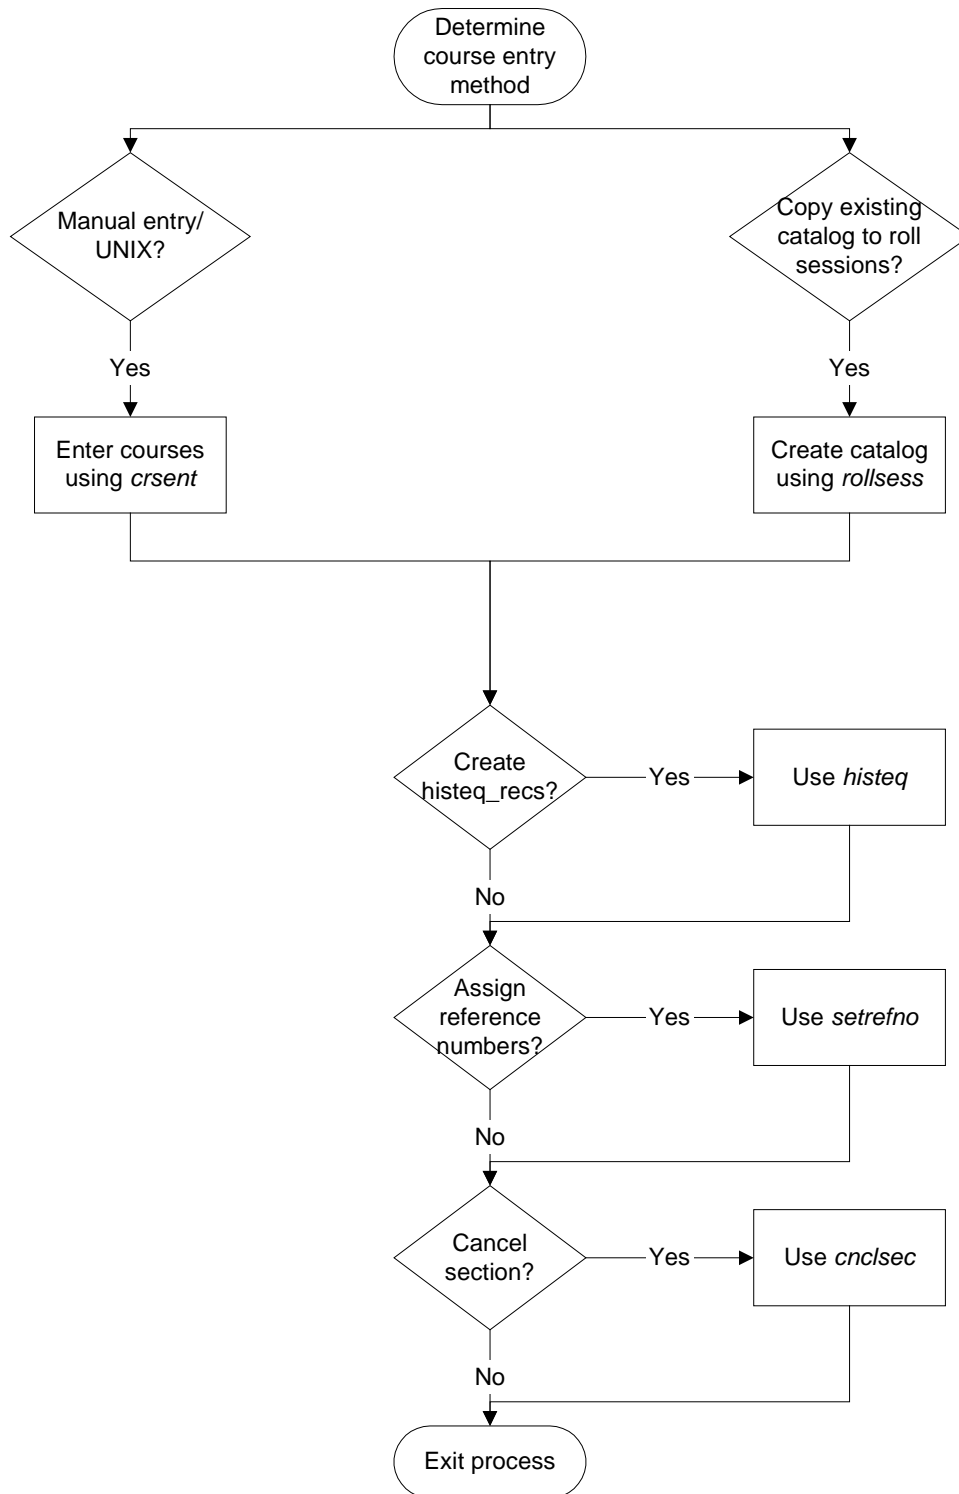 Determine
course entry
method
Manual entry/
UNIX?
Copy existing
catalog to roll
sessions?
Yes
Yes
Enter courses
using crsent
Create catalog
using rollsess
Create
histeq_recs?
Yes
Use histeq
No
Assign
reference
numbers?
Yes
Use setrefno
No
Cancel
section?
Yes
Use cnclsec
No
Exit process